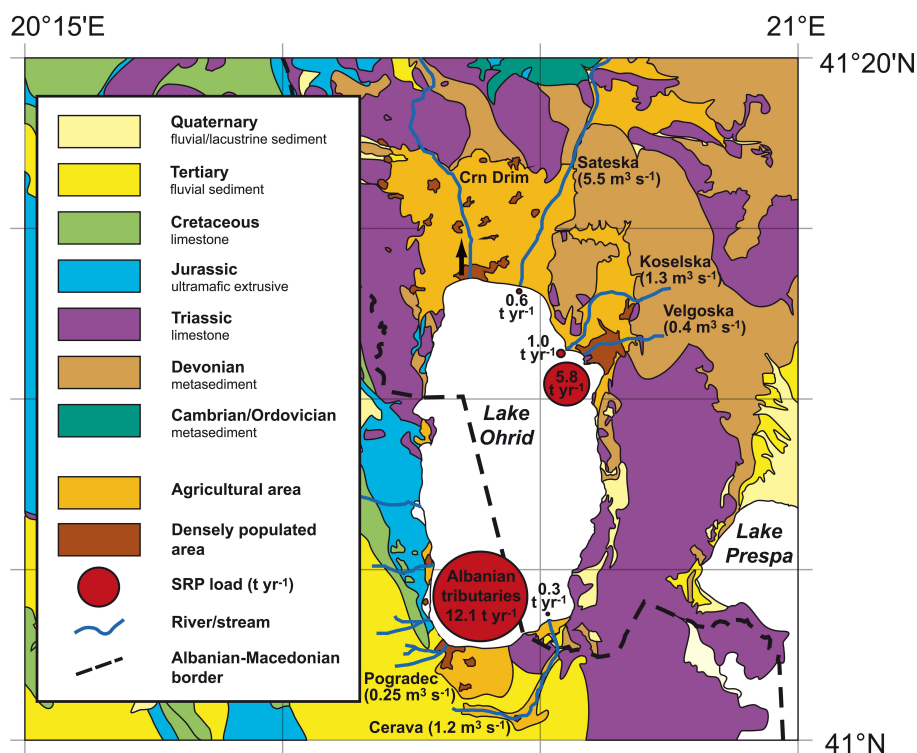 20°15'E
21°E
41°20'N
Quaternary
fluvial/lacustrine sediment
Tertiary
fluvial sediment
Cretaceous
limestone
Jurassic
ultramafic extrusive
Triassic
limestone
Devonian
metasediment
Cambrian/Ordovician
metasediment
Agricultural area
Densely populated
area
SRP load (t yr⁻¹)
River/stream
Albanian-Macedonian
border
Crn Drim
Sateska
(5.5 m³ s⁻¹)
Koselska
(1.3 m³ s⁻¹)
Velgoska
(0.4 m³ s⁻¹)
0.6
t yr⁻¹
1.0
t yr⁻¹
5.8
t yr⁻¹
Lake
Ohrid
Lake
Prespa
Albanian
tributaries
12.1 t yr⁻¹
0.3
t yr⁻¹
Pogradec
(0.25 m³ s⁻¹)
Cerava (1.2 m³ s⁻¹)
41°N